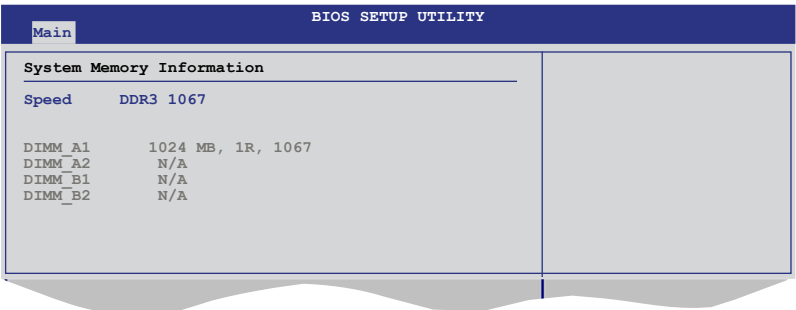 BIOS SETUP UTILITY
Main
System Memory Information
Speed DDR3 1067
DIMM_A1 1024 MB, 1R, 1067
DIMM_A2 N/A
DIMM_B1 N/A
DIMM_B2 N/A